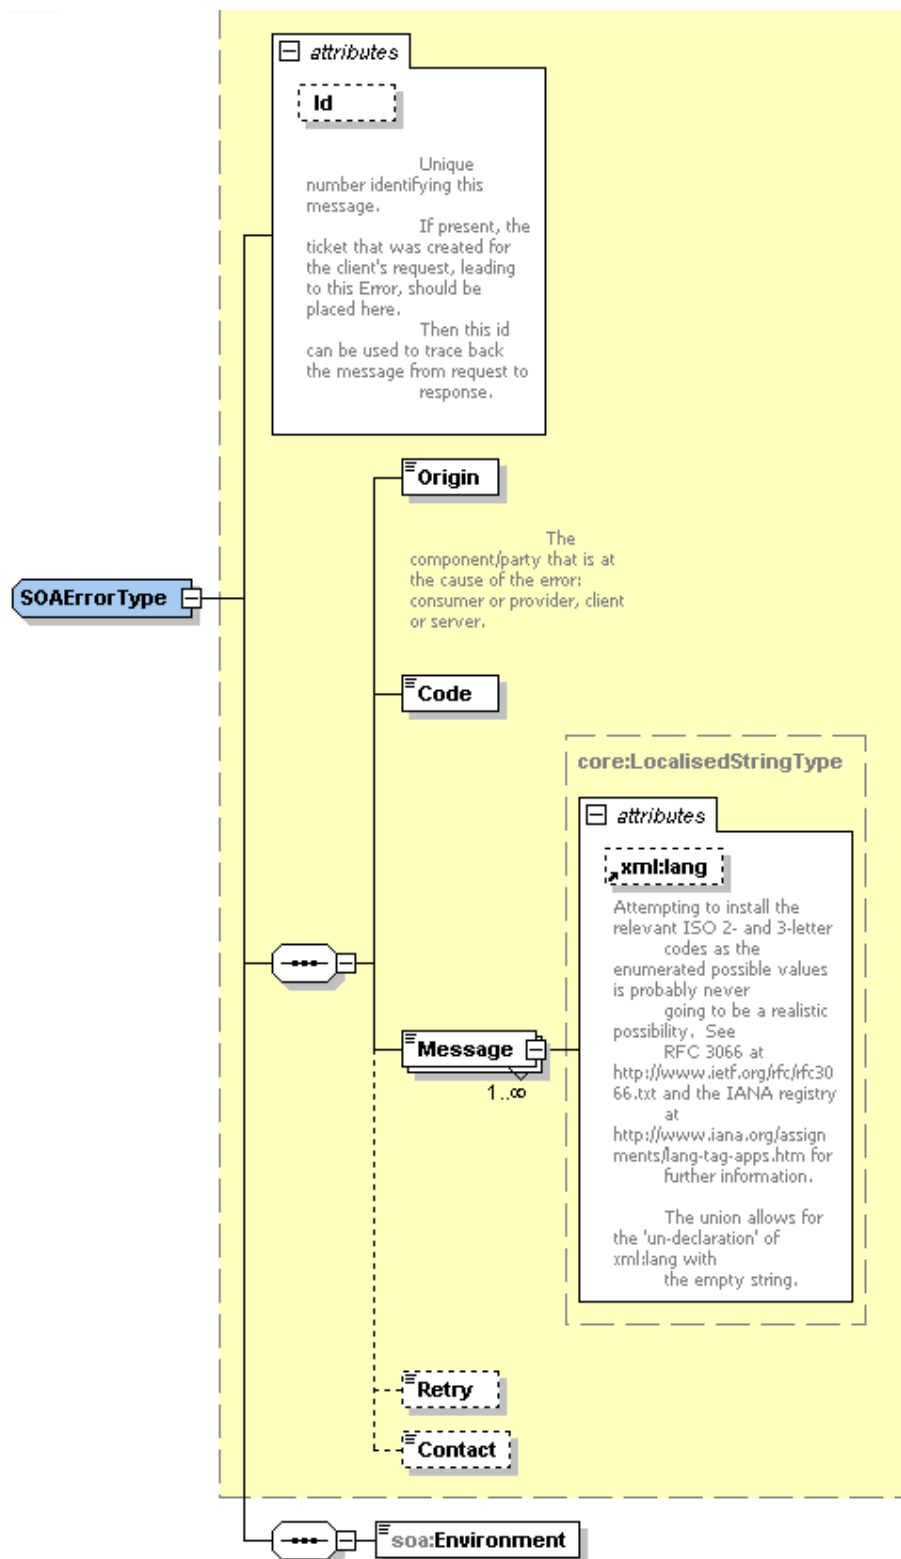 attributes
Id
Unique
number identifying this
message.
If present, the
ticket that was created for
the client's request, leading
to this Error, should be
placed here.
Then this id
can be used to trace back
the message from request to
response.
Origin
The
component/party that is at
the cause of the error:
consumer or provider, client
or server.
SOAErrorType
Code
core:LocalisedStringType
attributes
xml:lang
Attempting to install the
relevant ISO 2- and 3-letter
codes as the
enumerated possible values
is probably never
going to be a realistic
possibility. See
RFC 3066 at
http://www.ietf.org/rfc/rfc30
66.txt and the IANA registry
at
http://www.iana.org/assign
ments/lang-tag-apps.htm for
further information.
The union allows for
the 'un-declaration' of
xml:lang with
the empty string.
Message
1..∞
Retry
Contact
soa:Environment